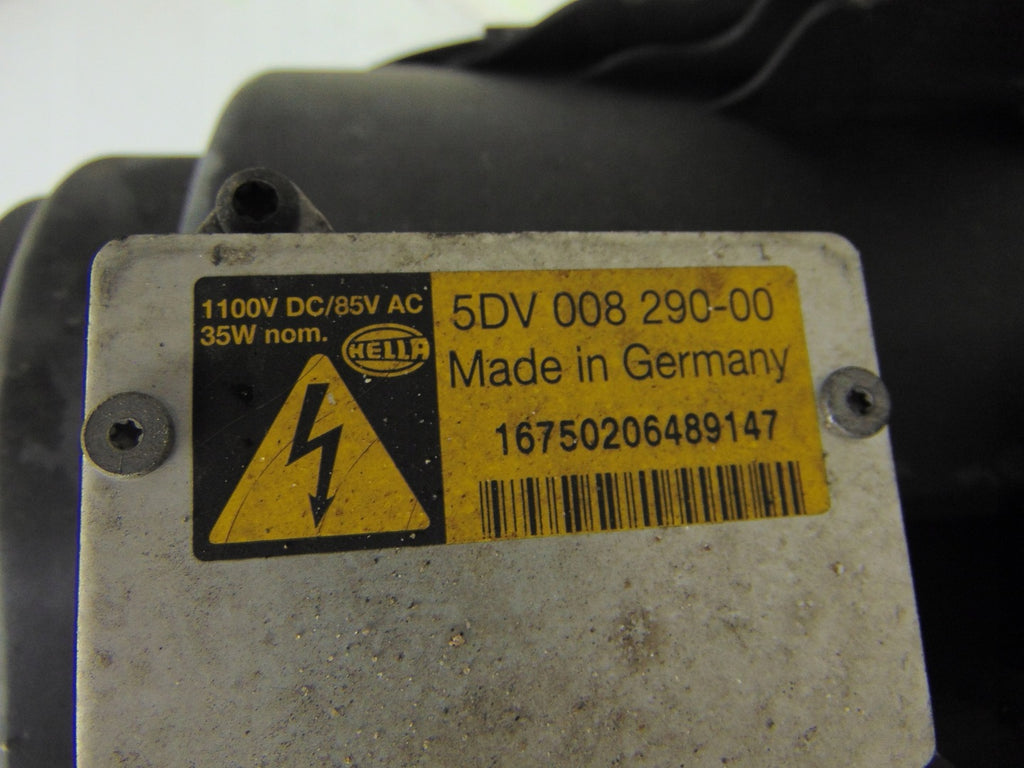 1100V DC/85V AC
35W nom.
HELLA
5DV 008 290-00
Made in Germany
16750206489147